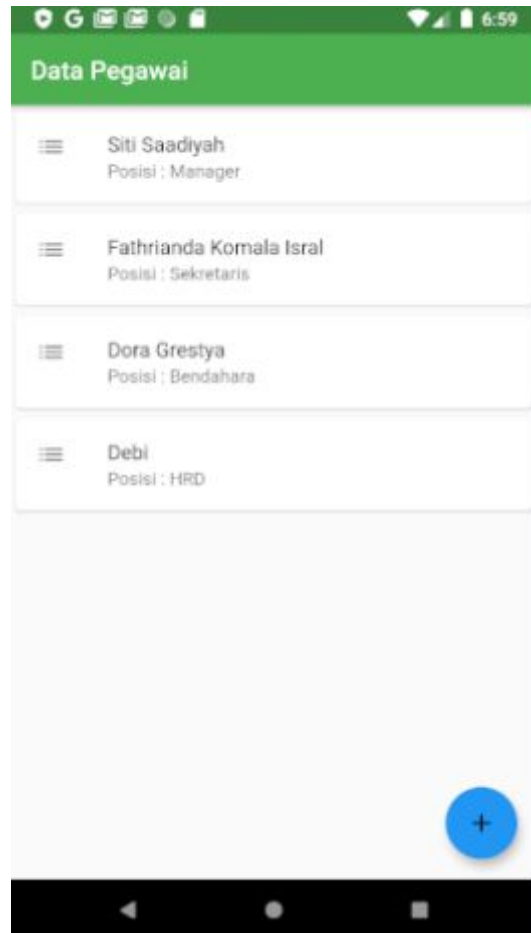 G 6:59
Data Pegawai
Siti Saadiyah
Posisi : Manager
Fathrianda Komala Isral
Posisi : Sekretaris
Dora Grestya
Posisi : Bendahara
Debi
Posisi : HRD
+